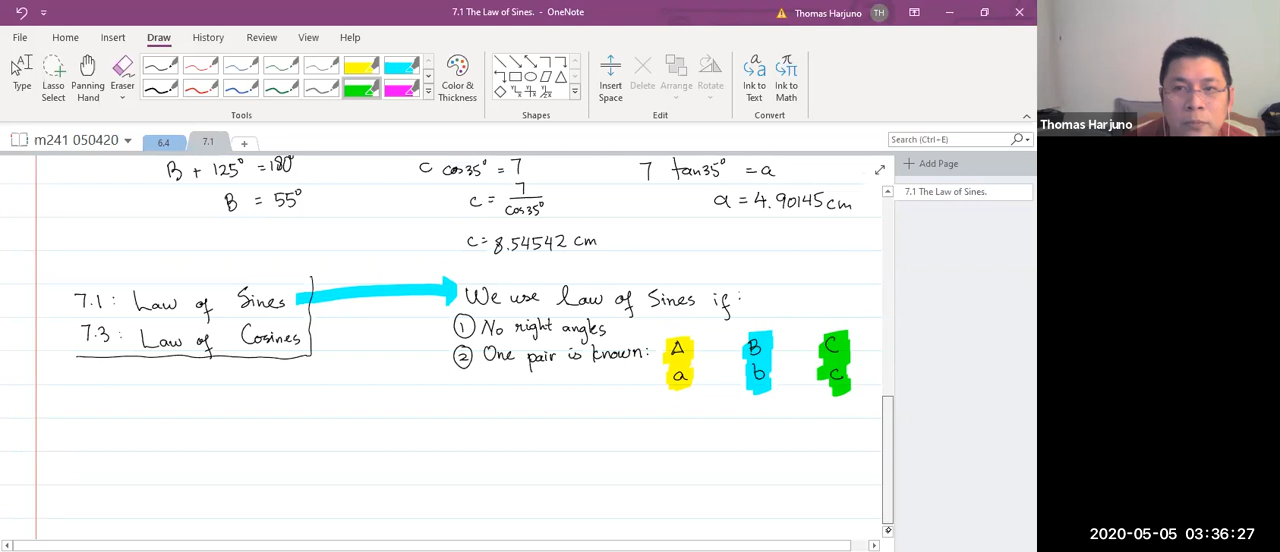 7.1 The Law of Sines. - OneNote
Thomas Harjuno TH
File Home Insert Draw History Review View Help
Type
Lasso Select
Panning Hand
Eraser
Color & Thickness
Insert Space
Delete
Arrange
Rotate
Ink to Text
Ink to Math
Tools
Shapes
Edit
Convert
m241 050420
6.4
7.1
Search (Ctrl+E)
Add Page
7.1 The Law of Sines.
Thomas Harjuno
B + 125° = 180° c cos35° = 7 7 tan35° = a
B = 55° c = 7/cos35° a = 4.90145 cm
c = 8.54542 cm
7.1: Law of Sines
7.3: Law of Cosines
We use Law of Sines if:
① No right angles
② One pair is known: A B C
a b c
2020-05-05 03:36:27